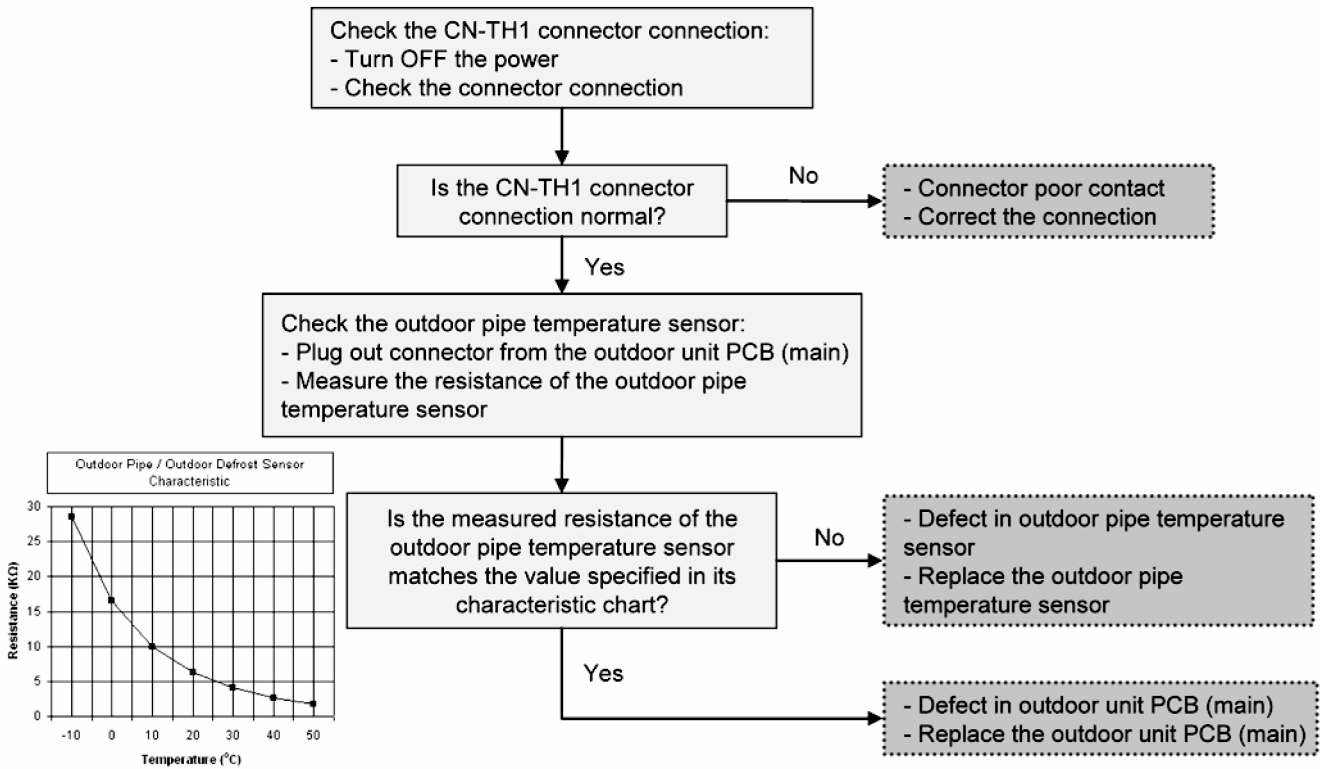 Check the CN-TH1 connector connection:
- Turn OFF the power
- Check the connector connection
Is the CN-TH1 connector
connection normal?
No
- Connector poor contact
- Correct the connection
Yes
Check the outdoor pipe temperature sensor:
- Plug out connector from the outdoor unit PCB (main)
- Measure the resistance of the outdoor pipe
temperature sensor
Outdoor Pipe / Outdoor Defrost Sensor
Characteristic
Resistance (KΩ)
30
25
20
15
10
5
0
-10 0 10 20 30 40 50
Temperature (°C)
Is the measured resistance of the
outdoor pipe temperature sensor
matches the value specified in its
characteristic chart?
No
- Defect in outdoor pipe temperature
sensor
- Replace the outdoor pipe
temperature sensor
Yes
- Defect in outdoor unit PCB (main)
- Replace the outdoor unit PCB (main)